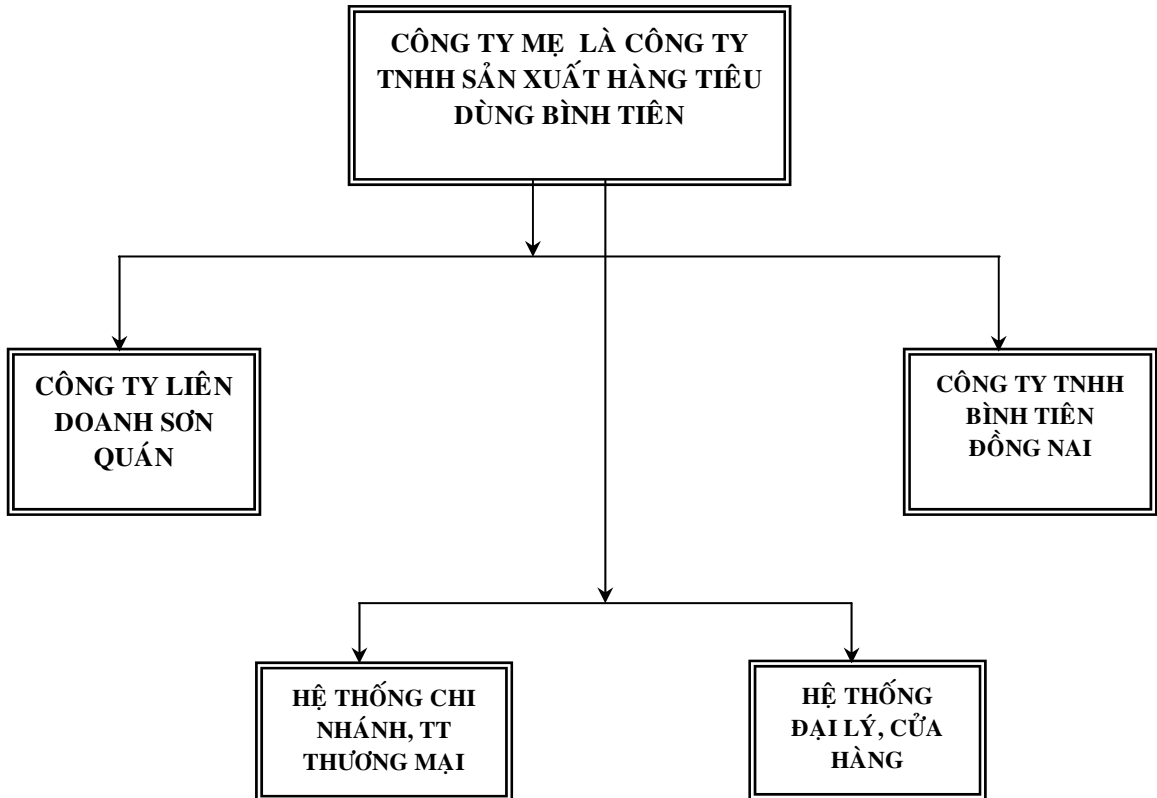 CÔNG TY MẸ LÀ CÔNG TY
TNHH SẢN XUẤT HÀNG TIÊU
DÙNG BÌNH TIÊN
CÔNG TY LIÊN
DOANH SƠN
QUÁN
CÔNG TY TNHH
BÌNH TIÊN
ĐỒNG NAI
HỆ THỐNG CHI
NHÁNH, TT
THƯƠNG MẠI
HỆ THỐNG
ĐẠI LÝ, CỬA
HÀNG